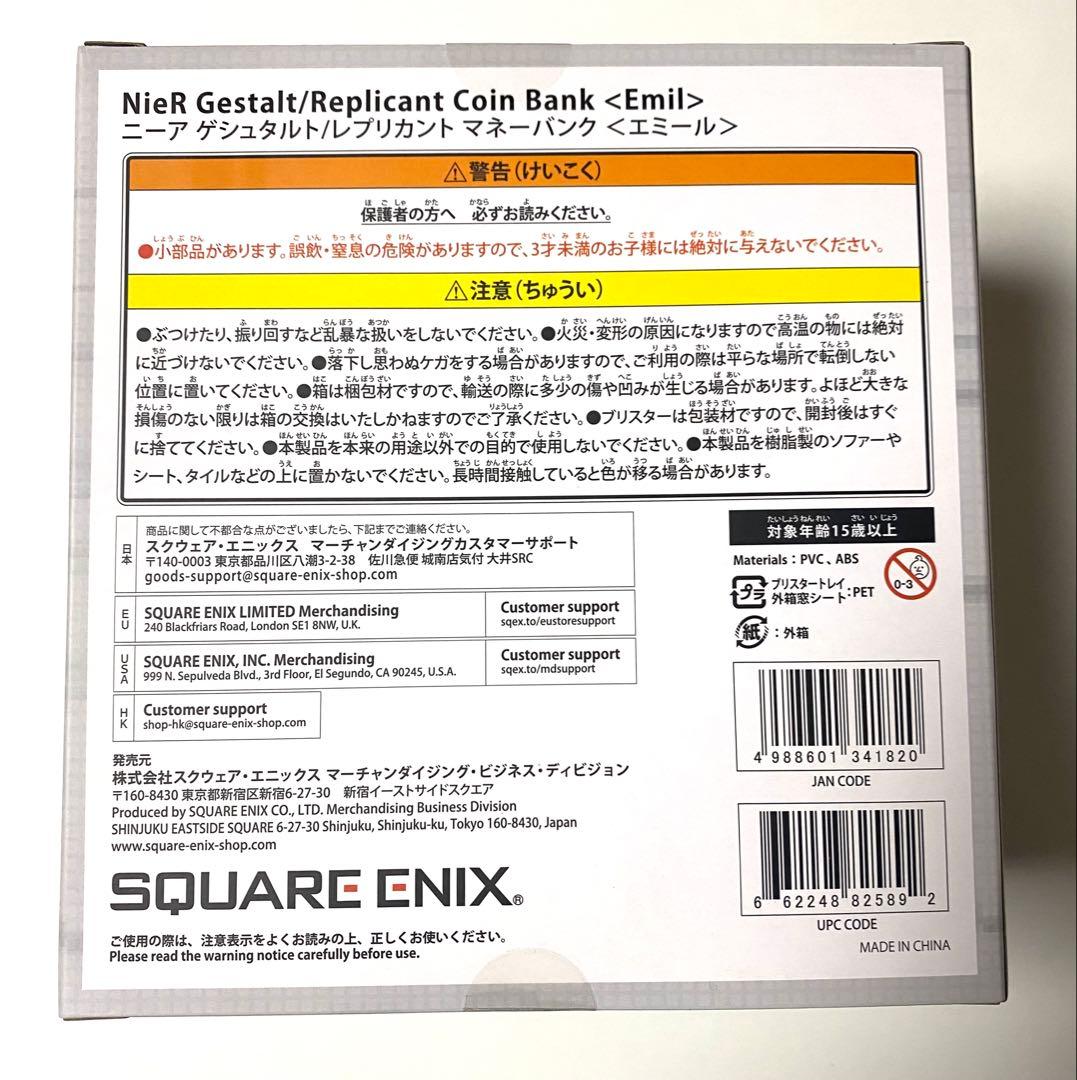 NieR Gestalt/Replicant Coin Bank <Emil>
ニーア ゲシュタルト/レプリカント マネーバンク ＜エミール＞
⚠警告(けいこく)
保護者の方へ 必ずお読みください。
●小部品があります。誤飲・窒息の危険がありますので、3才未満のお子様には絶対に与えないでください。
⚠注意(ちゅうい)
●ぶつけたり、振り回すなど乱暴な扱いをしないでください。●火災・変形の原因になりますので高温の物には絶対
に近づけないでください。●落下し思わぬケガをする場合がありますので、ご利用の際は平らな場所で転倒しない
位置に置いてください。●箱は梱包材ですので、輸送の際に多少の傷や凹みが生じる場合があります。よほど大きな
損傷のない限りは箱の交換はいたしかねますのでご了承ください。●ブリスターは包装材ですので、開封後はすぐ
に捨ててください。●本製品を本来の用途以外での目的で使用しないでください。●本製品を樹脂製のソファーや
シート、タイルなどの上に置かないでください。長時間接触していると色が移る場合があります。
日本
商品に関して不都合な点がございましたら、下記までご連絡ください。
スクウェア・エニックス マーチャンダイジングカスタマーサポート
〒140-0003 東京都品川区八潮3-2-38 佐川急便 城南店気付 大井SRC
goods-support@square-enix-shop.com
EU
SQUARE ENIX LIMITED Merchandising
240 Blackfriars Road, London SE1 8NW, U.K.
Customer support
sqex.to/eustoresupport
USA
SQUARE ENIX, INC. Merchandising
999 N. Sepulveda Blvd., 3rd Floor, El Segundo, CA 90245, U.S.A.
Customer support
sqex.to/mdsupport
HK
Customer support
shop-hk@square-enix-shop.com
発売元
株式会社スクウェア・エニックス マーチャンダイジング・ビジネス・ディビジョン
〒160-8430 東京都新宿区新宿6-27-30 新宿イーストサイドスクエア
Produced by SQUARE ENIX CO., LTD. Merchandising Business Division
SHINJUKU EASTSIDE SQUARE 6-27-30 Shinjuku, Shinjuku-ku, Tokyo 160-8430, Japan
www.square-enix-shop.com
SQUARE ENIX®
ご使用の際は、注意表示をよくお読みの上、正しくお使いください。
Please read the warning notice carefully before use.
対象年齢15歳以上
Materials : PVC、ABS
0-3
プラ
ブリスタートレイ
外箱窓シート :PET
紙 : 外箱
4 988601 341820
JAN CODE
6 62248 82589 2
UPC CODE
MADE IN CHINA